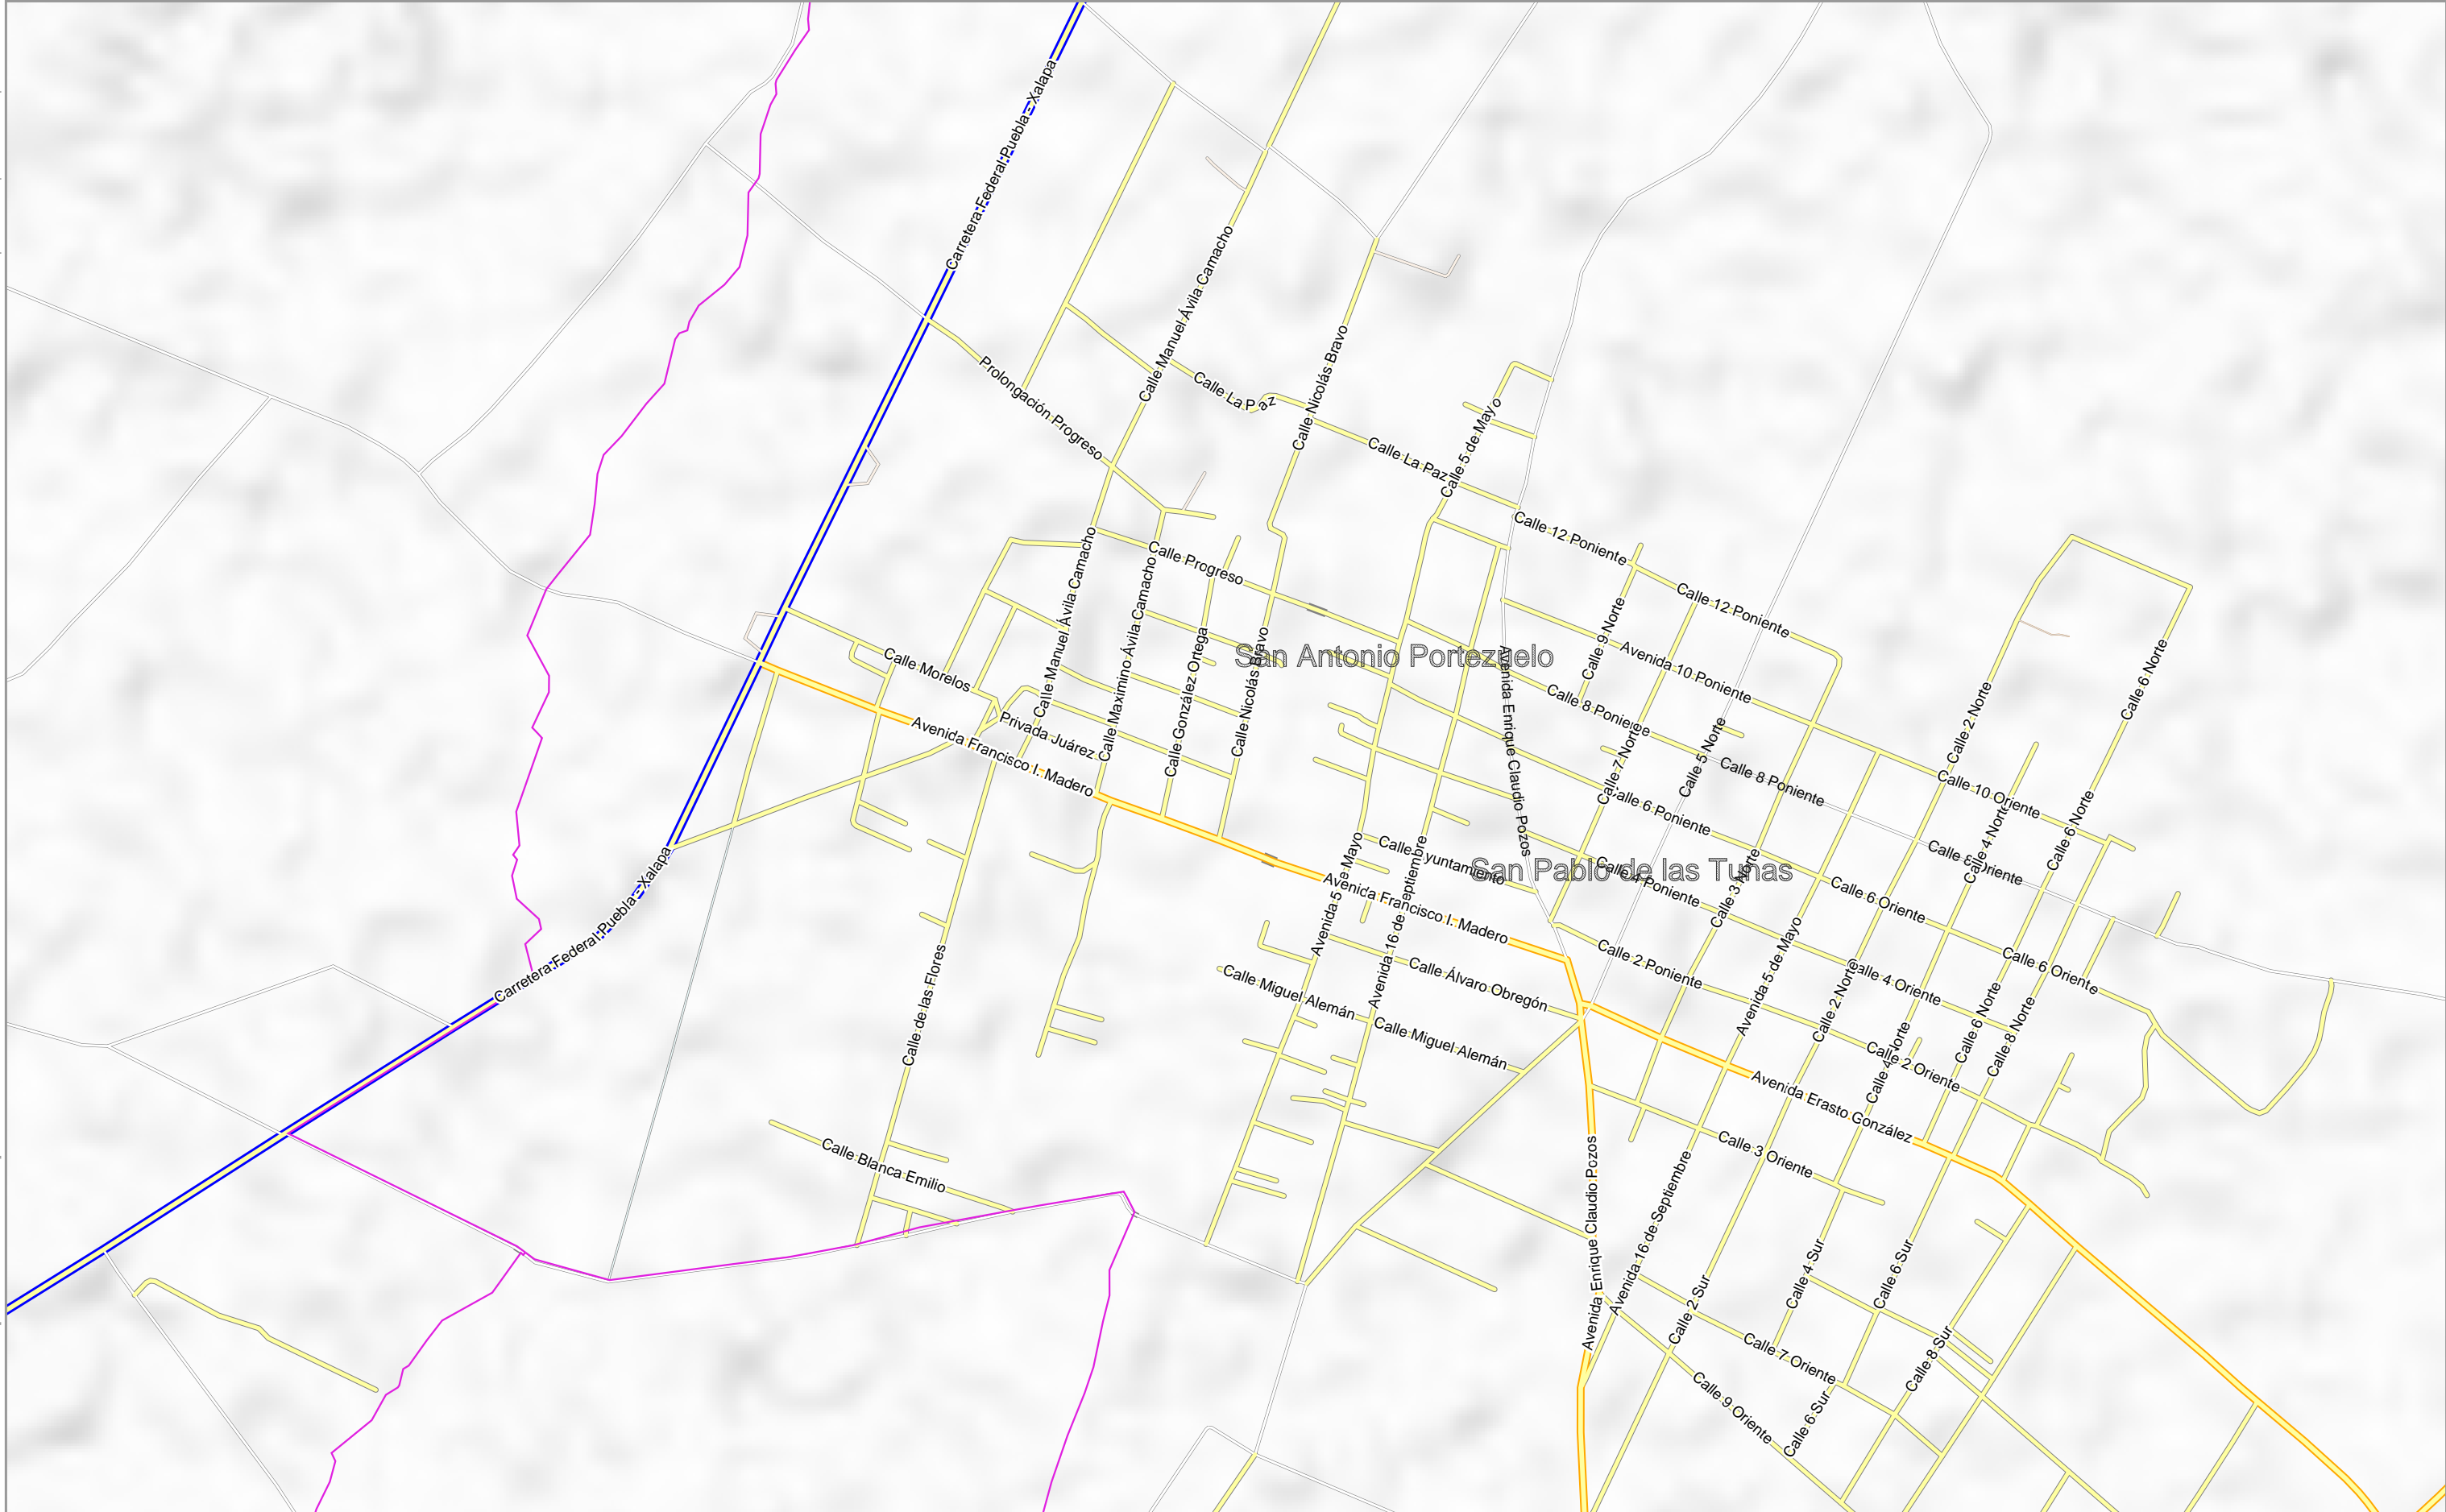 Carretera Federal Puebla - Xalapa
Calle Manuel Ávila Camacho
Calle Nicolás Bravo
Prolongación Progreso
Calle La Paz
Calle La Paz
Calle 5 de Mayo
Calle 12 Poniente
Calle 12 Poniente
Calle Progreso
Calle Manuel Ávila Camacho
Calle Maximino Ávila Camacho
Calle González Ortega
Calle Nicolás Bravo
San Antonio Portezuelo
Calle Morelos
Privada Juárez
Avenida Francisco I. Madero
Avenida Enrique Claudio Pozos
Calle 9 Norte
Avenida 10 Poniente
Calle 8 Poniente
Calle 7 Norte
Calle 5 Norte
Calle 8 Poniente
Calle 6 Poniente
Calle 2 Norte
Calle 6 Norte
Calle 10 Oriente
Calle 4 Norte
Calle 6 Norte
Calle 8 Oriente
Carretera Federal Puebla - Xalapa
Avenida 5 de Mayo
Calle Ayuntamiento
Avenida 16 de Septiembre
San Pablo de las Tunas
Calle 4 Poniente
Calle 3 Norte
Calle 6 Oriente
Avenida Francisco I. Madero
Calle 2 Poniente
Avenida 5 de Mayo
Calle 2 Norte
Calle 4 Oriente
Calle 6 Oriente
Calle de las Flores
Calle Miguel Alemán
Calle Álvaro Obregón
Calle Miguel Alemán
Calle 4 Norte
Calle 2 Oriente
Calle 6 Norte
Calle 8 Norte
Avenida Erasto González
Calle Blanca Emilio
Calle 3 Oriente
Avenida Enrique Claudio Pozos
Avenida 16 de Septiembre
Calle 2 Sur
Calle 4 Sur
Calle 6 Sur
Calle 7 Oriente
Calle 8 Sur
Calle 9 Oriente
Calle 6 Sur